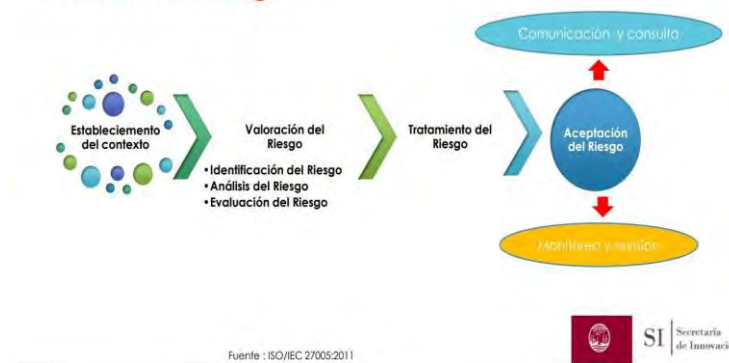 Comunicación y consulta
Estableciemento
del contexto
Valoración del
Riesgo
• Identificación del Riesgo
• Análisis del Riesgo
• Evaluación del Riesgo
Tratamiento del
Riesgo
Aceptación
del Riesgo
Monitoreo y revisión
Fuente : ISO/IEC 27005:2011
SI
Secretaría
de Innovaci